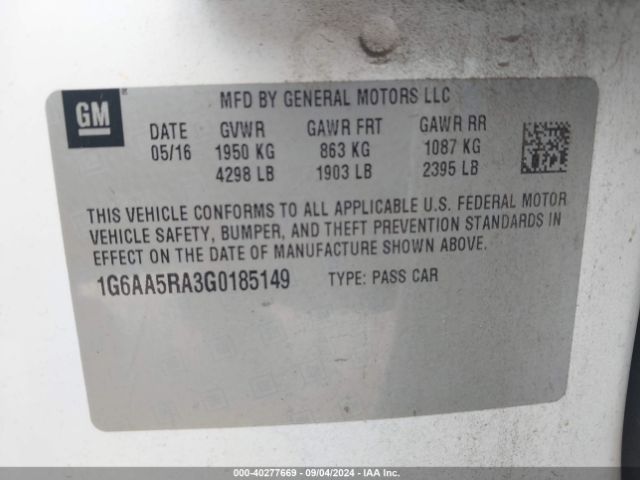 GM
MFD BY GENERAL MOTORS LLC
DATE GVWR GAWR FRT GAWR RR
05/16 1950 KG 863 KG 1087 KG
4298 LB 1903 LB 2395 LB
THIS VEHICLE CONFORMS TO ALL APPLICABLE U.S. FEDERAL MOTOR
VEHICLE SAFETY, BUMPER, AND THEFT PREVENTION STANDARDS IN
EFFECT ON THE DATE OF MANUFACTURE SHOWN ABOVE.
1G6AA5RA3G0185149 TYPE: PASS CAR
000-40277669 - 09/04/2024 - IAAI COPART